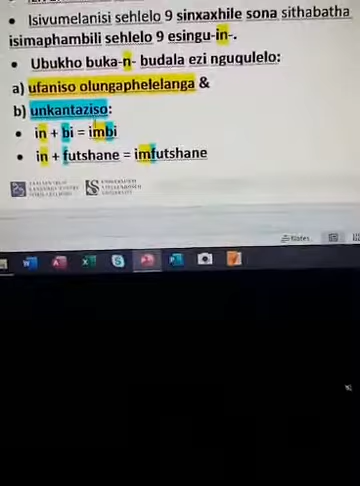 • Isivumelanisi sehlelo 9 sinxaxhile sona sithabatha
isimaphambili sehlelo 9 esingu-in-.
• Ubukho buka-n- budala ezi nguqulelo:
a) ufaniso olungaphelelanga &
b) unkantaziso:
• in + bi = imbi
• in + futshane = imfutshane
Notes